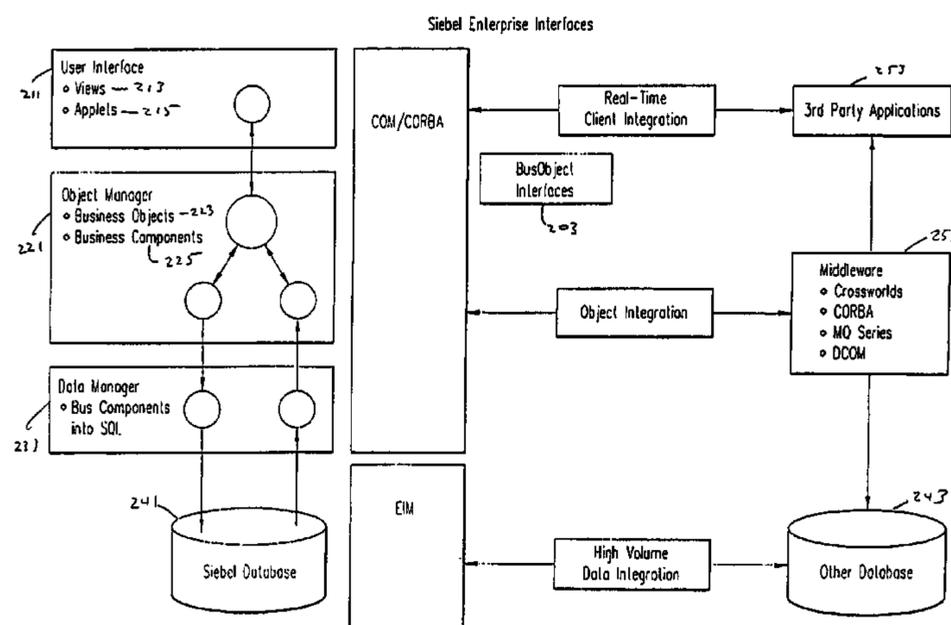 Siebel Enterprise Interfaces
User Interface
Views — 213
Applets — 215
211
COM/CORBA
Real-Time
Client Integration
253
3rd Party Applications
BusObject
Interfaces
203
Object Manager
Business Objects — 223
Business Components
225
221
Object Integration
25
Middleware
Crossworlds
CORBA
MQ Series
DCOM
Data Manager
Bus Components
into SQL
231
241
Siebel Database
EIM
High Volume
Data Integration
243
Other Database